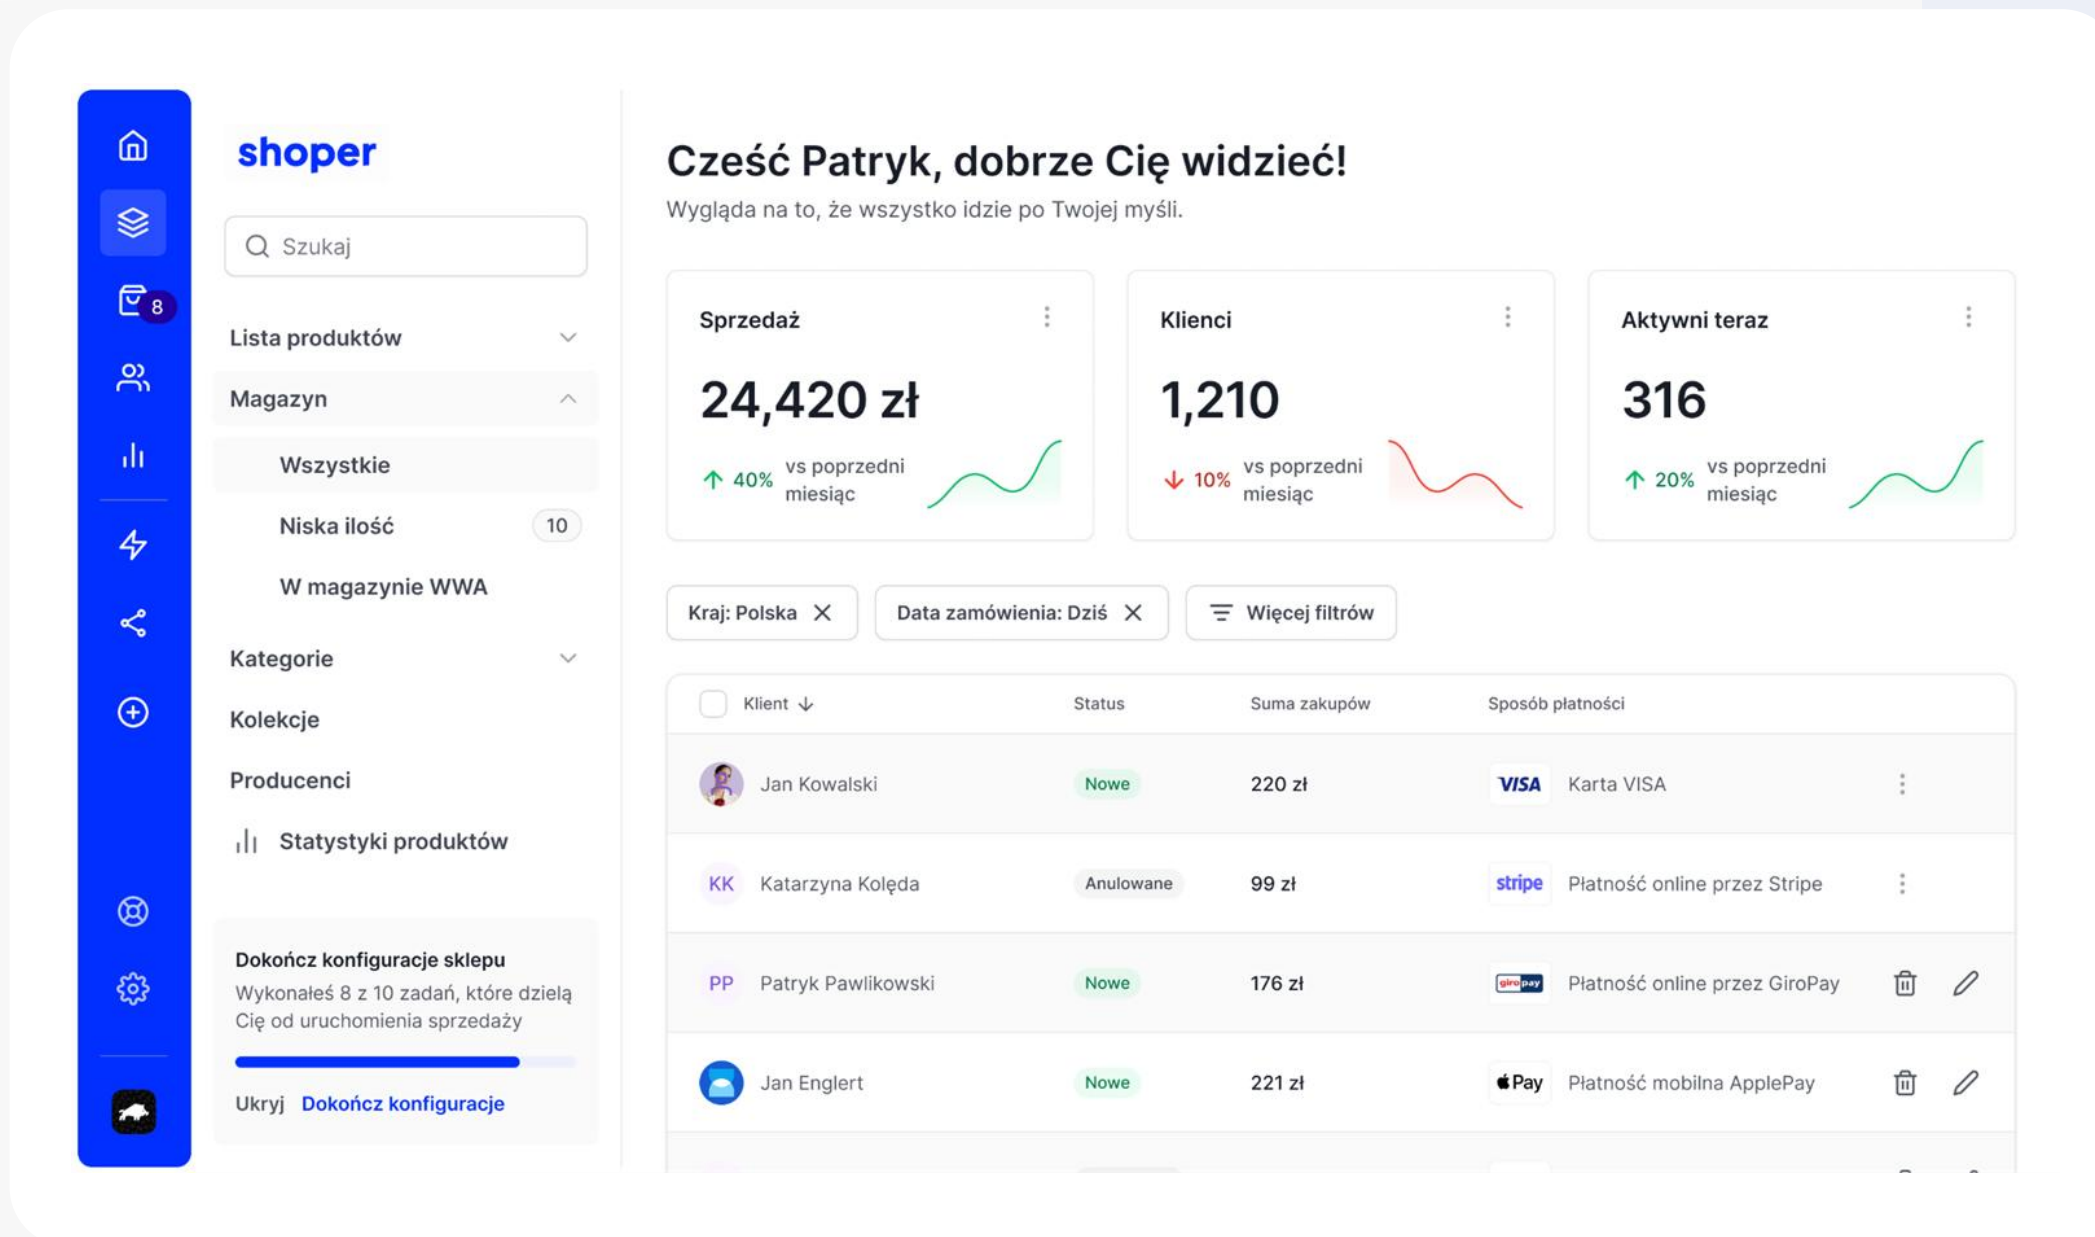 8
shoper
Szukaj
Lista produktów
Magazyn
Wszystkie
Niska ilość 10
W magazynie WWA
Kategorie
Kolekcje
Producenci
Statystyki produktów
Dokończ konfiguracje sklepu
Wykonałeś 8 z 10 zadań, które dzielą
Cię od uruchomienia sprzedaży
Ukryj Dokończ konfiguracje
Cześć Patryk, dobrze Cię widzieć!
Wygląda na to, że wszystko idzie po Twojej myśli.
Sprzedaż
24,420 zł
40% vs poprzedni
miesiąc
Klienci
1,210
10% vs poprzedni
miesiąc
Aktywni teraz
316
20% vs poprzedni
miesiąc
Kraj: Polska Data zamówienia: Dziś Więcej filtrów
Klient Status Suma zakupów Sposób płatności
Jan Kowalski Nowe 220 zł VISA Karta VISA
KK Katarzyna Kolęda Anulowane 99 zł stripe Płatność online przez Stripe
PP Patryk Pawlikowski Nowe 176 zł giropay Płatność online przez GiroPay
Jan Englert Nowe 221 zł Pay Płatność mobilna ApplePay